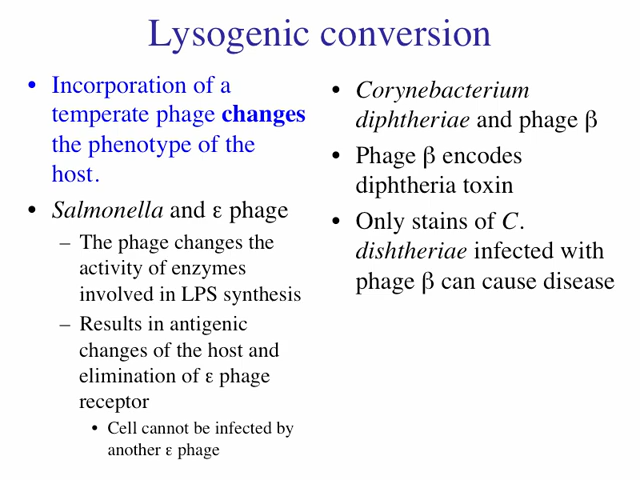 Lysogenic conversion
• Incorporation of a
temperate phage changes
the phenotype of the
host.
• Salmonella and ε phage
– The phage changes the
activity of enzymes
involved in LPS synthesis
– Results in antigenic
changes of the host and
elimination of ε phage
receptor
• Cell cannot be infected by
another ε phage
• Corynebacterium
diphtheriae and phage β
• Phage β encodes
diphtheria toxin
• Only stains of C.
dishtheriae infected with
phage β can cause disease